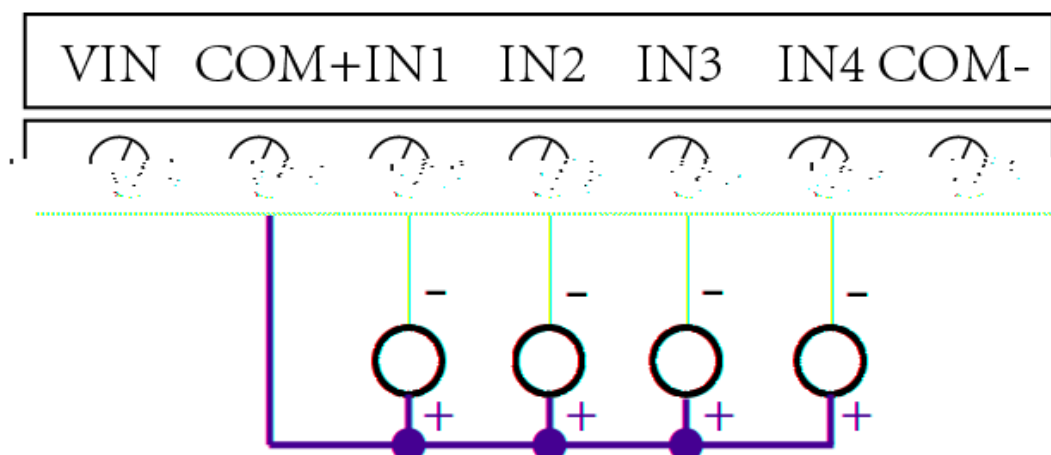 VIN COM+IN1 IN2 IN3 IN4 COM-
- - - -
+ + + +